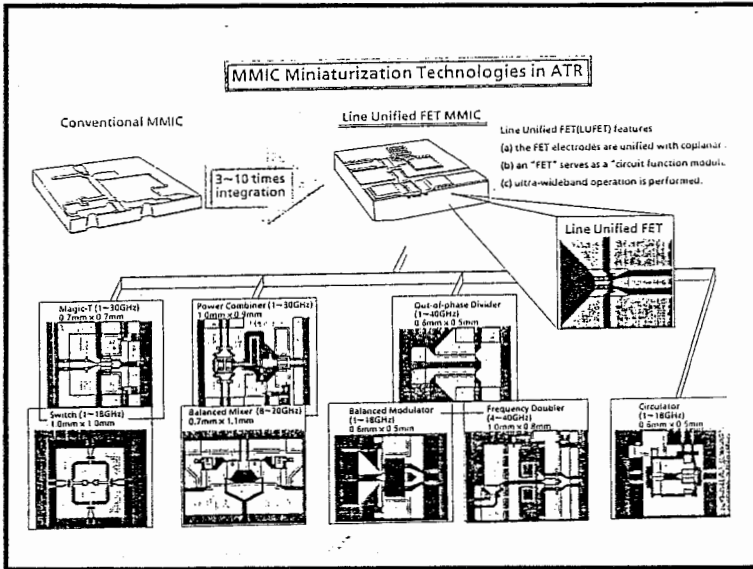 MMIC Miniaturization Technologies in ATR
Conventional MMIC
3~10 times
integration
Line Unified FET MMIC
Line Unified FET(LUFET) features
(a) the FET electrodes are unified with coplanar
(b) an "FET" serves as a "circuit function
(c) ultra-wideband operation is performed.
Line Unified FET
Magic-T (1~30GHz)
0.7mm x 0.7mm
Power Combiner (1~30GHz)
1.0mm x 0.9mm
Out-of-phase Divider
(1~40GHz)
0.6mm x 0.5mm
Switch (1~18GHz)
1.0mm x 1.0mm
Balanced Mixer (8~20GHz)
0.7mm x 1.1mm
Balanced Modulator
(1~18GHz)
0.6mm x 0.5mm
Frequency Doubler
(4~40GHz)
1.0mm x 0.8mm
Circulator
(1~18GHz)
0.6mm x 0.5mm